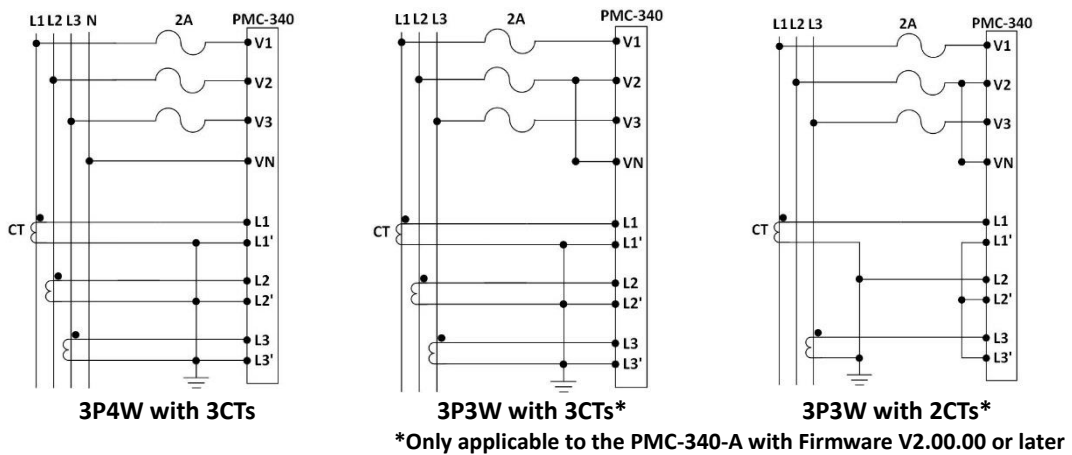 L1 L2 L3 N 2A PMC-340
V1
V2
V3
VN
CT
L1
L1'
L2
L2'
L3
L3'
3P4W with 3CTs
L1 L2 L3 2A PMC-340
V1
V2
V3
VN
CT
L1
L1'
L2
L2'
L3
L3'
3P3W with 3CTs*
L1 L2 L3 2A PMC-340
V1
V2
V3
VN
CT
L1
L1'
L2
L2'
L3
L3'
3P3W with 2CTs*
*Only applicable to the PMC-340-A with Firmware V2.00.00 or later